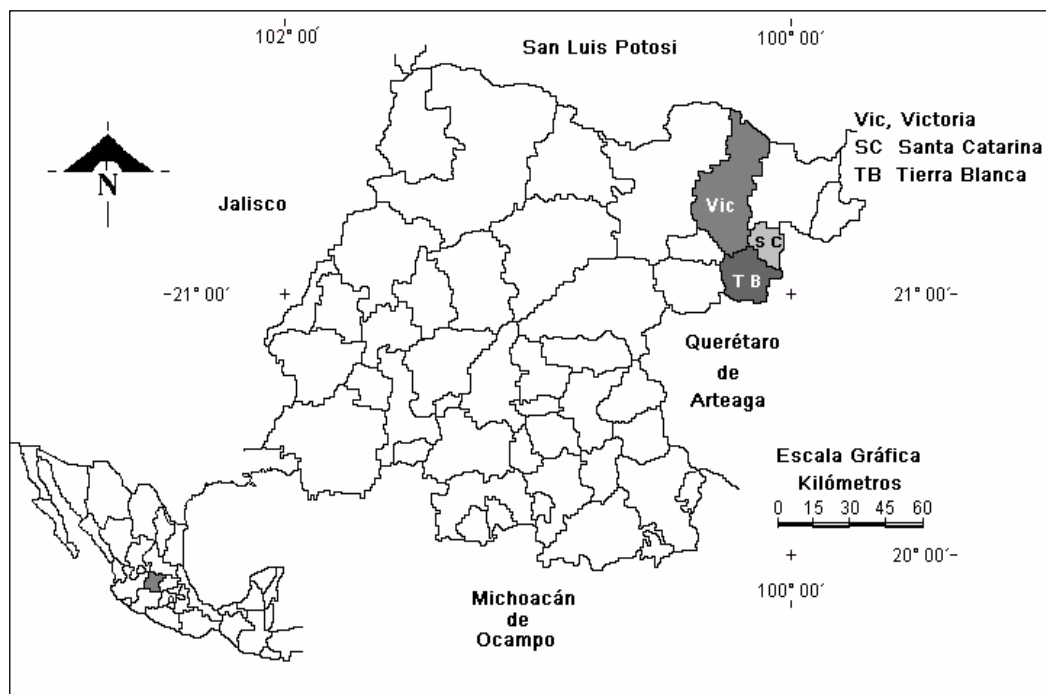 102° 00´
San Luis Potosi
100° 00´
Vic, Victoria
SC Santa Catarina
TB Tierra Blanca
N
Jalisco
Vic
S C
T B
21° 00´
21° 00´
Querétaro
de
Arteaga
Escala Gráfica
Kilómetros
0 15 30 45 60
20° 00´
100° 00´
Michoacán
de
Ocampo